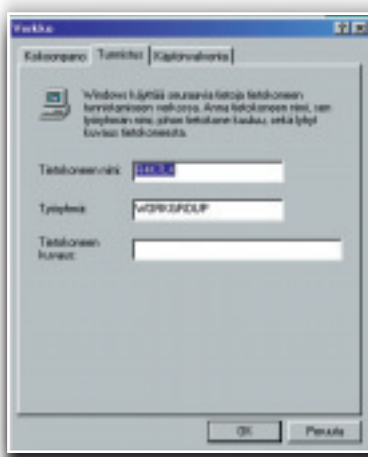 Verkko
Kokoonpano Tunnistus Käytönvalvonta
Windows käyttää seuraavia tietoja tietokoneen
tunnistamiseen verkossa. Anna tietokoneen nimi, sen
työryhmän nimi, johon tietokone kuuluu, sekä lyhyt
kuvaus tietokoneesta.
Tietokoneen nimi:
Työryhmä: WORKGROUP
Tietokoneen
kuvaus:
OK Peruuta